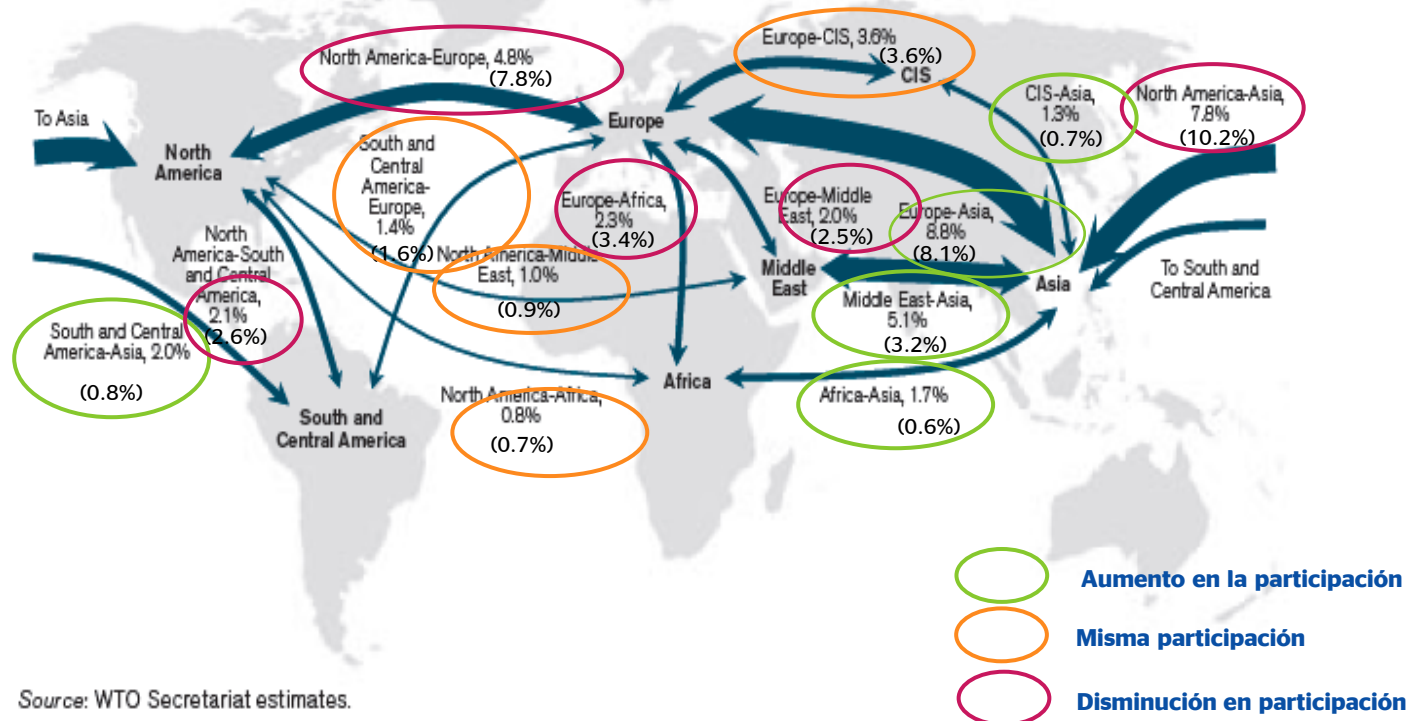 North America-Europe, 4.8%
(7.8%)
Europe-CIS, 3.6%
(3.6%)
CIS
CIS-Asia,
1.3%
(0.7%)
North America-Asia,
7.8%
(10.2%)
To Asia
North
America
Europe
South and
Central
America-
Europe,
1.4%
(1.6%)
Europe-Africa,
2.3%
(3.4%)
Europe-Middle
East, 2.0%
(2.5%)
Europe-Asia,
8.8%
(8.1%)
North
America-South
and Central
America,
2.1%
(2.6%)
North America-Middle
East, 1.0%
(0.9%)
Middle
East
Asia
To South and
Central America
Middle East-Asia,
5.1%
(3.2%)
South and Central
America-Asia, 2.0%
(0.8%)
Africa
North America-Africa,
0.8%
(0.7%)
Africa-Asia, 1.7%
(0.6%)
South and
Central America
Aumento en la participación
Misma participación
Disminución en participación
Source: WTO Secretariat estimates.